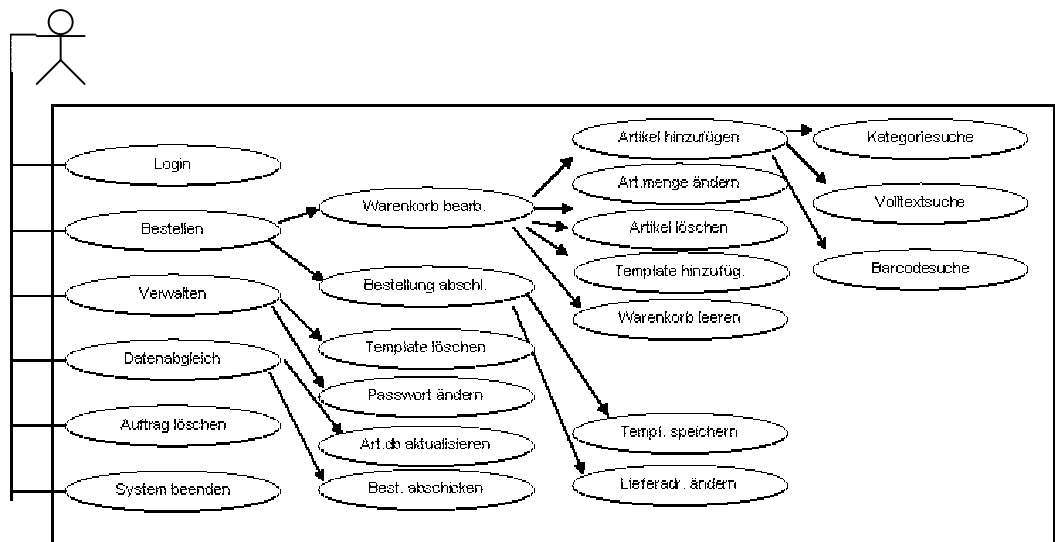 Login
Bestellen
Verwalten
Datenabgleich
Auftrag löschen
System beenden
Warenkorb bearb.
Bestellung abschl.
Template löschen
Passwort ändern
Art.db aktualisieren
Best. abschicken
Artikel hinzufügen
Art.menge ändern
Artikel löschen
Template hinzufüg.
Warenkorb leeren
Templ. speichern
Lieferadr. ändern
Kategoriesuche
Volltextsuche
Barcodesuche